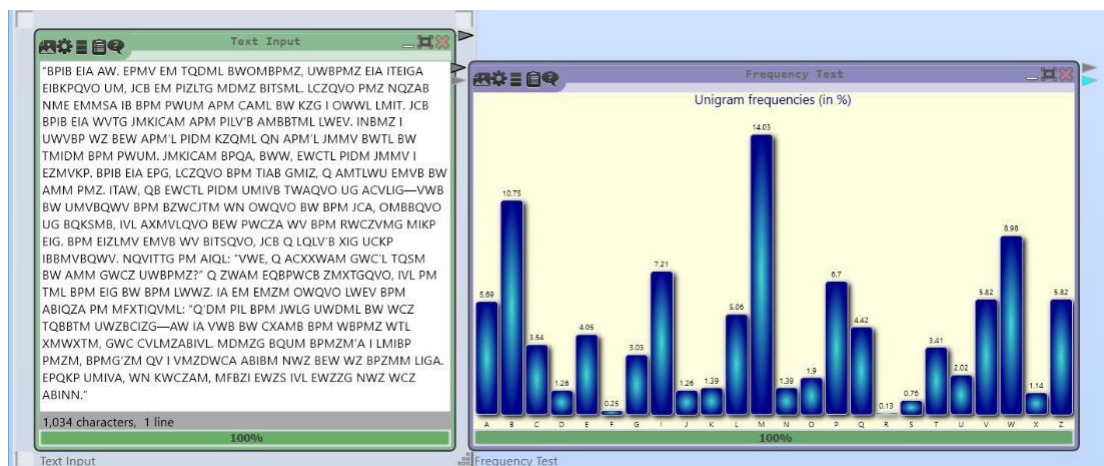 Text Input
"BPIB EIA AW. EPMV EM TQDML BWOMBPMZ, UWBPMZ EIA ITEIGA
EIBKPQVO UM, JCB EM PIZLTG MDMZ BITSML. LCZQVO PMZ NQZAB
NME EMMSA IB BPM PWUM APM CAML BW KZG I OWWL LMIT. JCB
BPIB EIA WVTG JMKICAM APM PILV'B AMBBTML LWEV. INBMZ I
UWVBP WZ BEW APM'L PIDM KZQML QN APM'L JMMV BWTL BW
TMIDM BPM PWUM. JMKICAM BPQA, BWW, EWCTL PIDM JMMV I
EZMVKP. BPIB EIA EPG, LCZQVO BPM TIAB GMIZ, Q AMTLWU EMVB BW
AMM PMZ. ITAW, QB EWCTL PIDM UMIVB TWAQVO UG ACVLIG—VWB
BW UMVBQWV BPM BZWCJTM WN OWQVO BW BPM JCA, OMBBQVO
UG BQKSMB, IVL AXMVLQVO BEW PWCZA WV BPM RWCZVMG MIKP
EIG. BPM EIZLMV EMVB WV BITSQVO, JCB Q LQLV'B XIG UCKP
IBBMVBQWV. NQVITTG PM AIQL: "VWE, Q ACXXWAM GWC'L TQSM
BW AMM GWCZ UWBPMZ?" Q ZWAM EQBPWCB ZMXTGQVO, IVL PM
TML BPM EIG BW BPM LWWZ. IA EM EMZM OWQVO LWEV BPM
ABIQZA PM MFXTIQVML: "Q'DM PIL BPM JWLG UWDML BW WCZ
TQBBTM UWZBCIZG—AW IA VWB BW CXAMB BPM WBPMZ WTL
XMWXTM, GWC CVLMZABIVL. MDMZG BQUM BPMZM'A I LMIBP
PMZM, BPMG'ZM QV I VMZDWCA ABIBM NWZ BEW WZ BPZMM LIGA.
EPQKP UMIVA, WN KWCZAM, MFBZI EWZS IVL EWZZG NWZ WCZ
ABINN."
1,034 characters, 1 line
100%
Text Input
Frequency Test
Unigram frequencies (in %)
5.69 10.75 3.54 1.26 4.05 0.25 3.03 7.21 1.26 1.39 5.06 14.03 1.39 1.9 6.7 4.42 0.13 0.76 3.41 2.02 5.82 8.98 1.14 5.82
A B C D E F G I J K L M N O P Q R S T U V W X Z
100%
Frequency Test